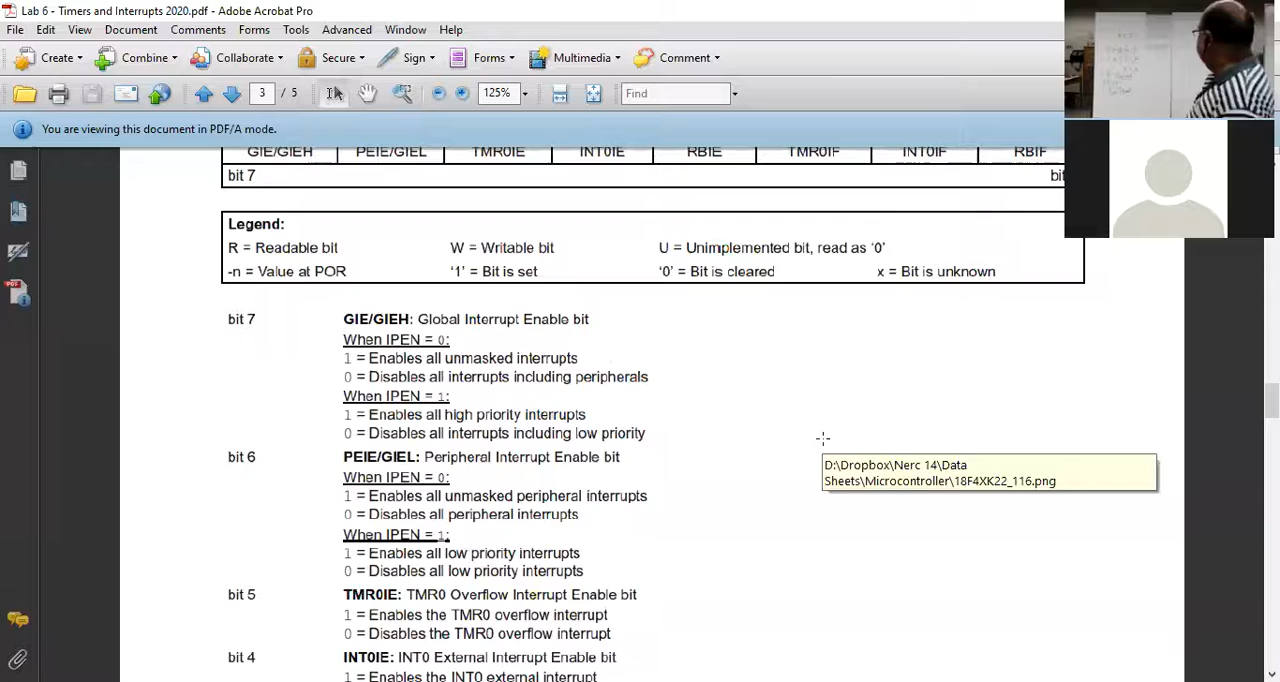 Lab 6 - Timers and Interrupts 2020.pdf - Adobe Acrobat Pro
File Edit View Document Comments Forms Tools Advanced Window Help
Create Combine Collaborate Secure Sign Forms Multimedia Comment
3 / 5 125% Find
You are viewing this document in PDF/A mode.
GIE/GIEH PEIE/GIEL TMR0IE INT0IE RBIE TMR0IF INT0IF RBIF
bit 7 bit
Legend:
R = Readable bit W = Writable bit U = Unimplemented bit, read as ‘0’
-n = Value at POR ‘1’ = Bit is set ‘0’ = Bit is cleared x = Bit is unknown
bit 7 GIE/GIEH: Global Interrupt Enable bit
When IPEN = 0:
1 = Enables all unmasked interrupts
0 = Disables all interrupts including peripherals
When IPEN = 1:
1 = Enables all high priority interrupts
0 = Disables all interrupts including low priority
bit 6 PEIE/GIEL: Peripheral Interrupt Enable bit
When IPEN = 0:
1 = Enables all unmasked peripheral interrupts
0 = Disables all peripheral interrupts
When IPEN = 1:
1 = Enables all low priority interrupts
0 = Disables all low priority interrupts
D:\Dropbox\Nerc 14\Data
Sheets\Microcontroller\18F4XK22_116.png
bit 5 TMR0IE: TMR0 Overflow Interrupt Enable bit
1 = Enables the TMR0 overflow interrupt
0 = Disables the TMR0 overflow interrupt
bit 4 INT0IE: INT0 External Interrupt Enable bit
1 = Enables the INT0 external interrupt